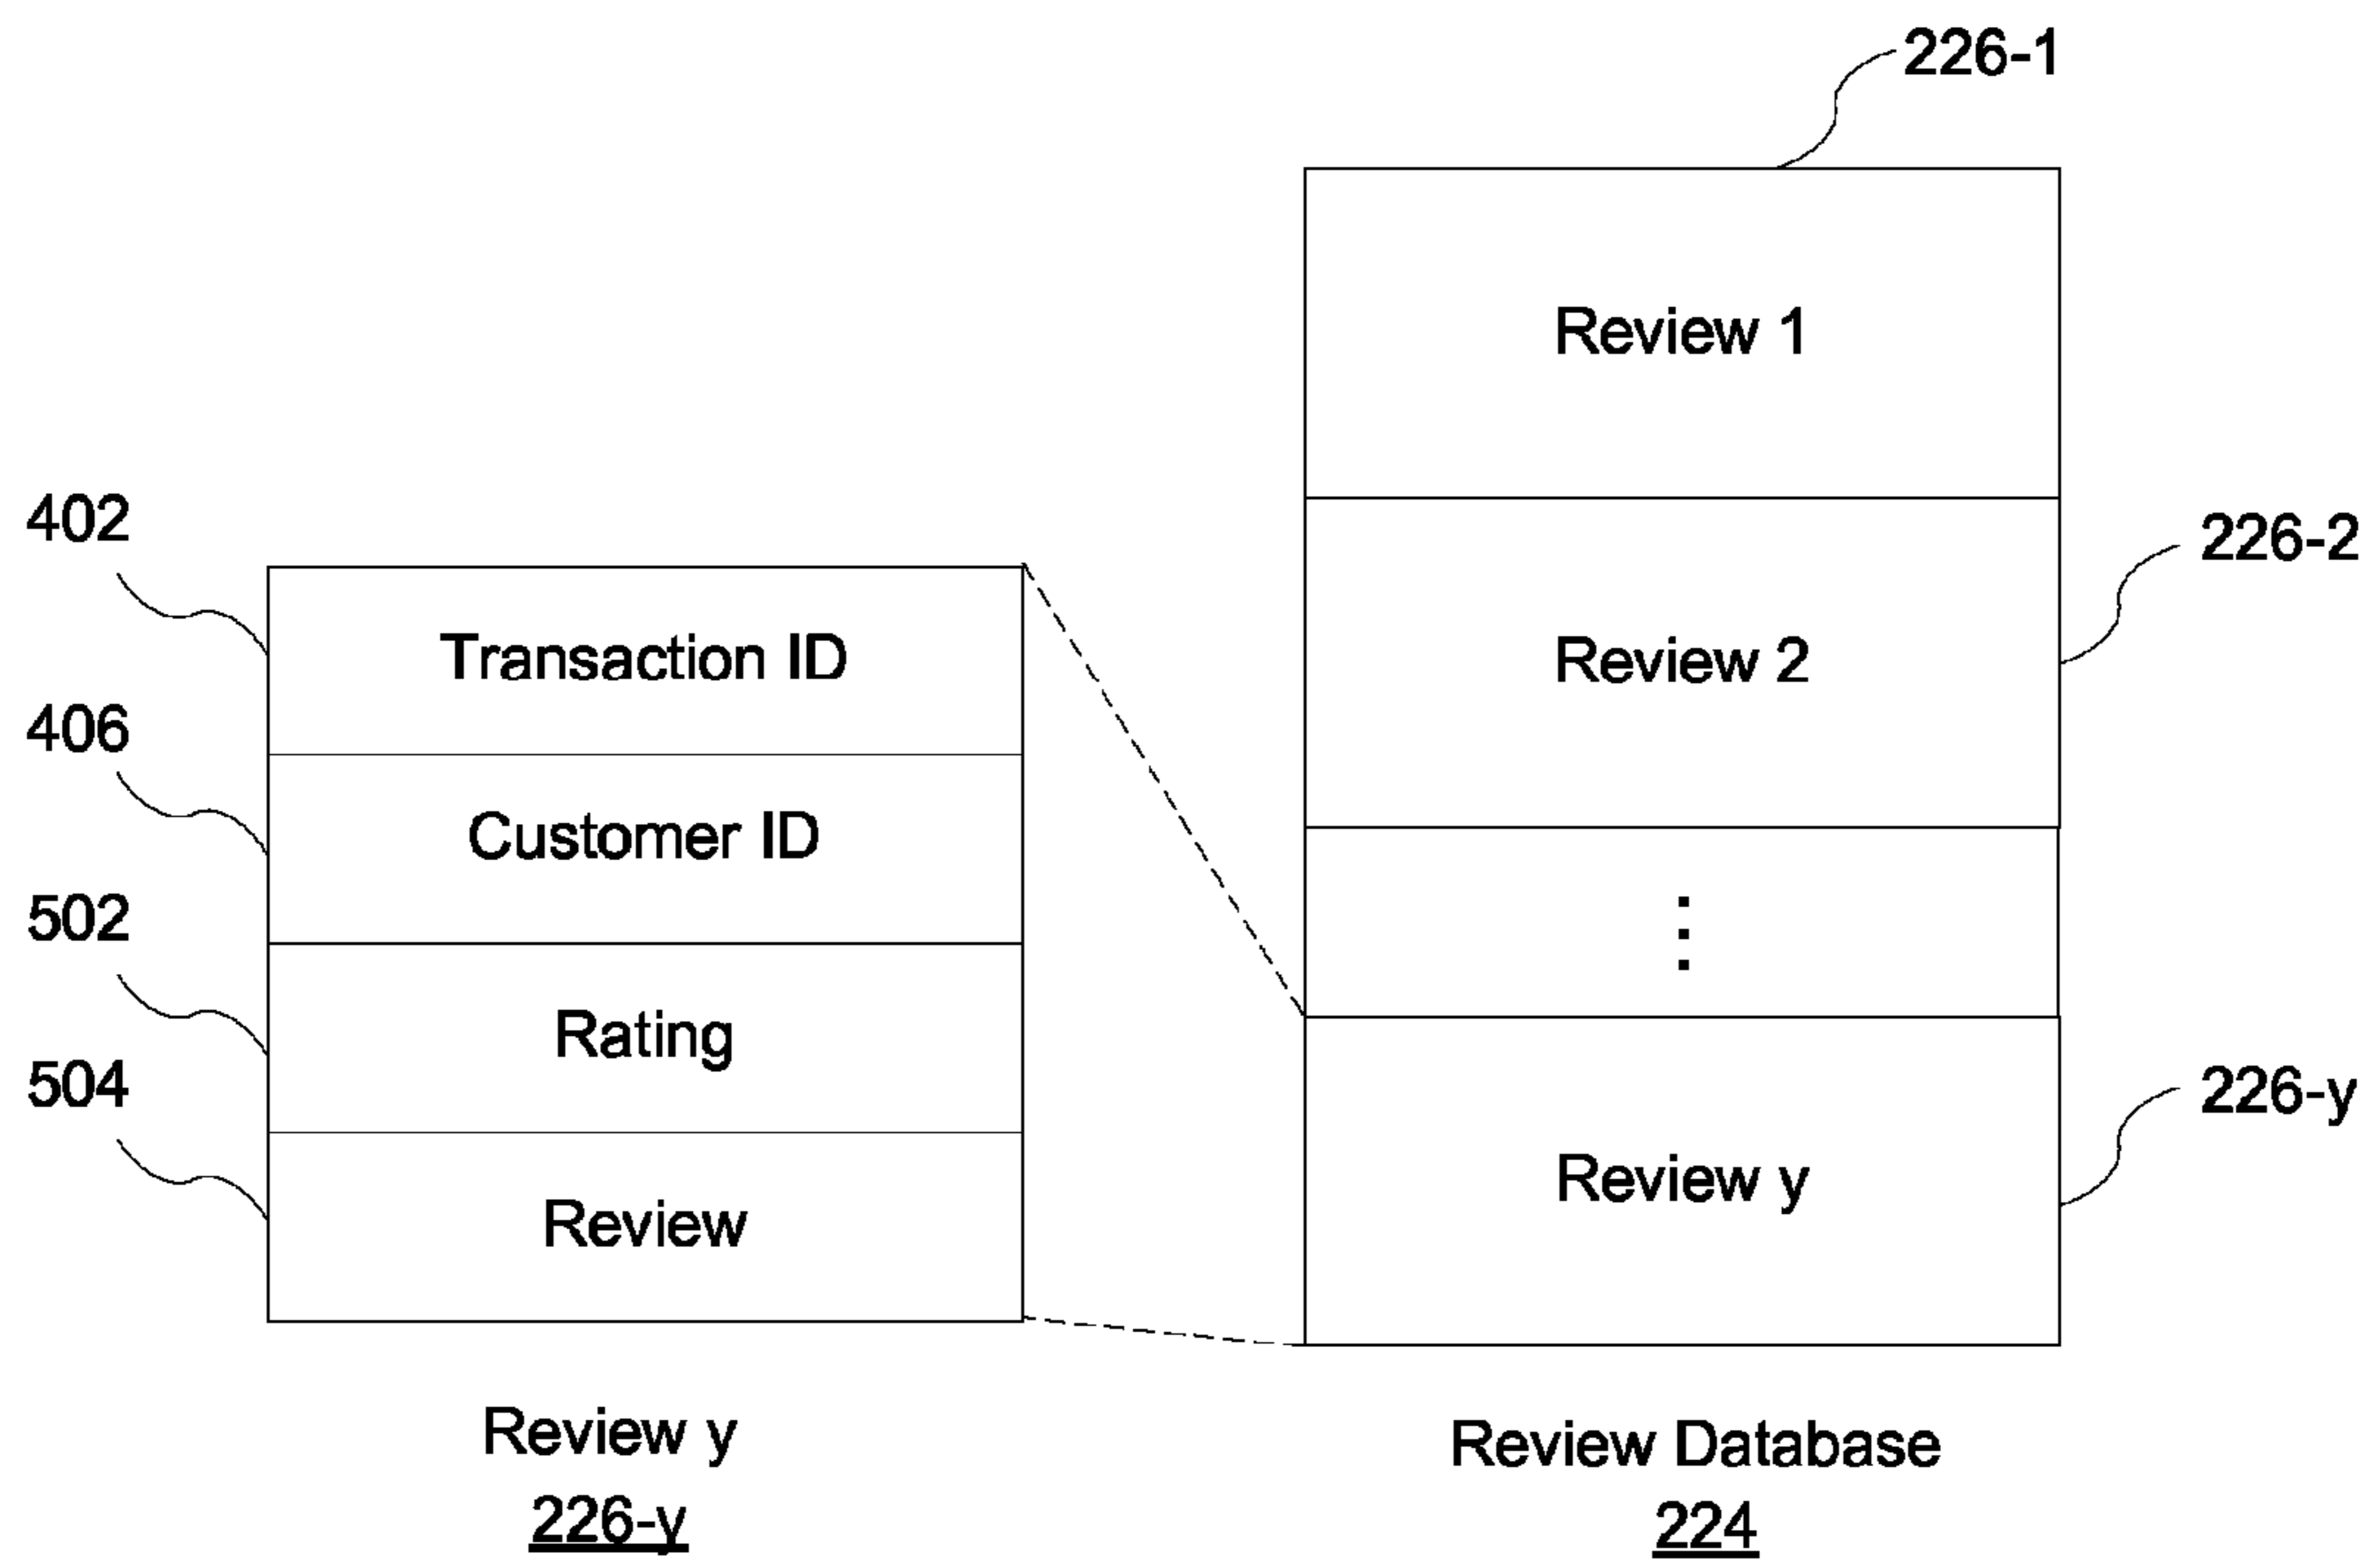 226-1
Review 1
226-2
Review 2
⋮
226-y
Review y
Review Database
224
402
Transaction ID
406
Customer ID
502
Rating
504
Review
Review y
226-y